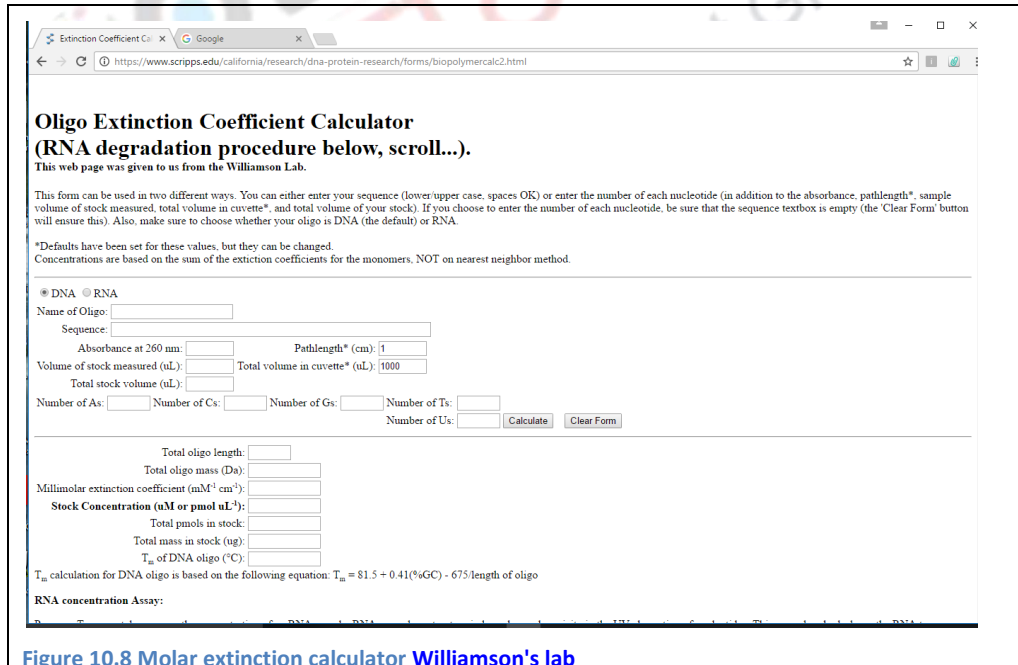 Extinction Coefficient Cal
Google
https://www.scripps.edu/california/research/dna-protein-research/forms/biopolymercalc2.html
Oligo Extinction Coefficient Calculator
(RNA degradation procedure below, scroll...).
This web page was given to us from the Williamson Lab.
This form can be used in two different ways. You can either enter your sequence (lower/upper case, spaces OK) or enter the number of each nucleotide (in addition to the absorbance, pathlength*, sample
volume of stock measured, total volume in cuvette*, and total volume of your stock). If you choose to enter the number of each nucleotide, be sure that the sequence textbox is empty (the 'Clear Form' button
will ensure this). Also, make sure to choose whether your oligo is DNA (the default) or RNA.
*Defaults have been set for these values, but they can be changed.
Concentrations are based on the sum of the extiction coefficients for the monomers, NOT on nearest neighbor method.
DNA RNA
Name of Oligo:
Sequence:
Absorbance at 260 nm: Pathlength* (cm): 1
Volume of stock measured (uL): Total volume in cuvette* (uL): 1000
Total stock volume (uL):
Number of As: Number of Cs: Number of Gs: Number of Ts:
Number of Us: Calculate Clear Form
Total oligo length:
Total oligo mass (Da):
Millimolar extinction coefficient (mM⁻¹ cm⁻¹):
Stock Concentration (uM or pmol uL⁻¹):
Total pmols in stock:
Total mass in stock (ug):
Tm of DNA oligo (°C):
Tm calculation for DNA oligo is based on the following equation: Tm = 81.5 + 0.41(%GC) - 675/length of oligo
RNA concentration Assay:
Figure 10.8 Molar extinction calculator Williamson's lab